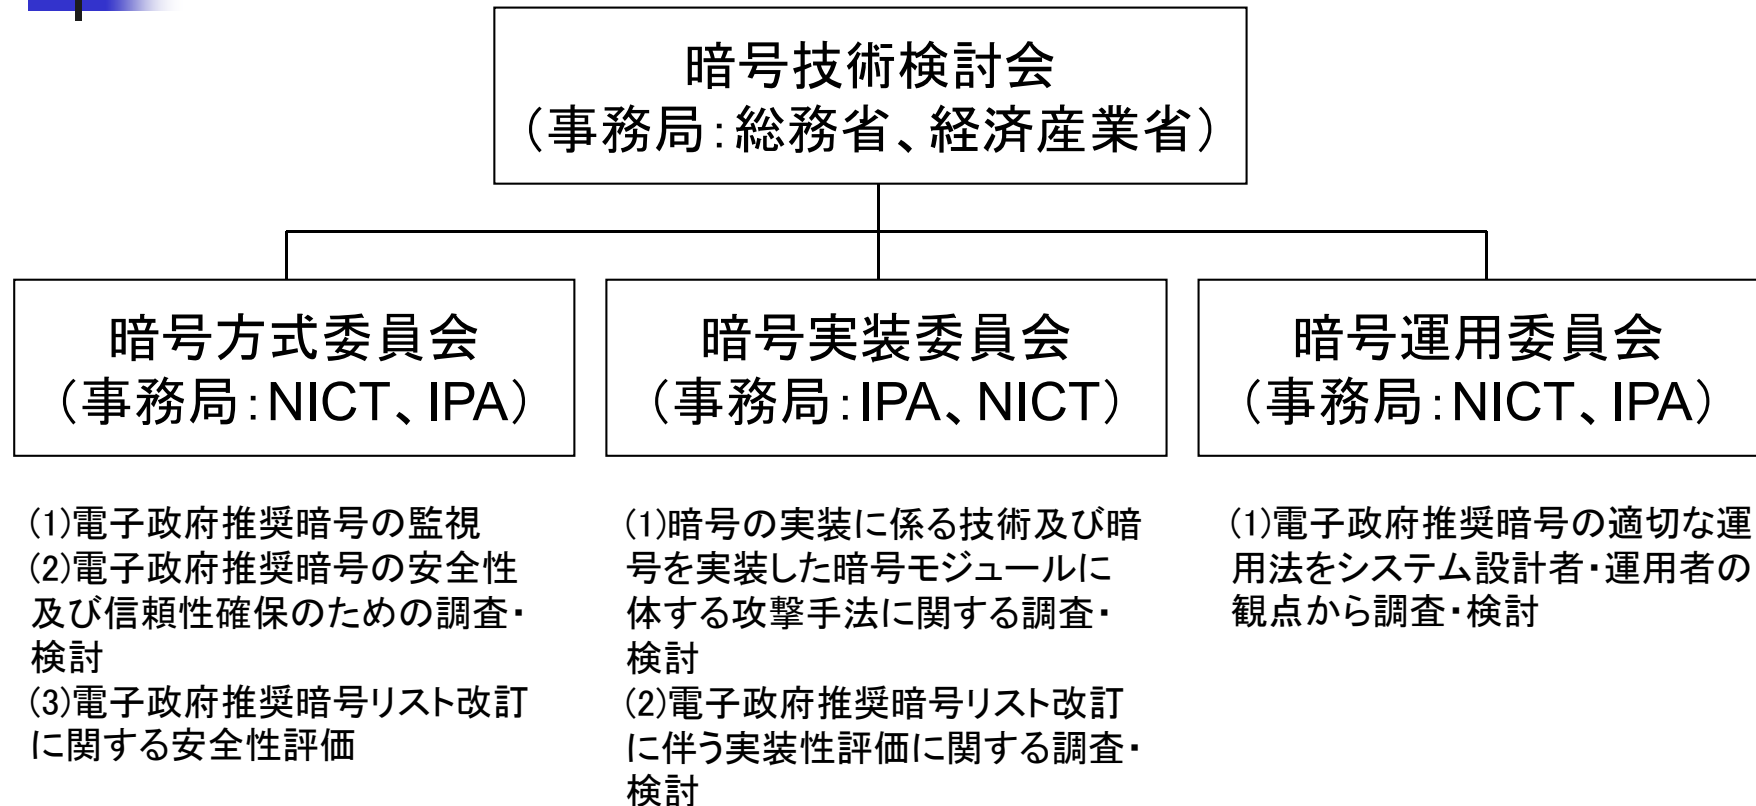 暗号技術検討会
（事務局：総務省、経済産業省）
暗号方式委員会
（事務局：NICT、IPA）
暗号実装委員会
（事務局：IPA、NICT）
暗号運用委員会
（事務局：NICT、IPA）
(1)電子政府推奨暗号の監視
(2)電子政府推奨暗号の安全性
及び信頼性確保のための調査・
検討
(3)電子政府推奨暗号リスト改訂
に関する安全性評価
(1)暗号の実装に係る技術及び暗
号を実装した暗号モジュールに
体する攻撃手法に関する調査・
検討
(2)電子政府推奨暗号リスト改訂
に伴う実装性評価に関する調査・
検討
(1)電子政府推奨暗号の適切な運
用法をシステム設計者・運用者の
観点から調査・検討